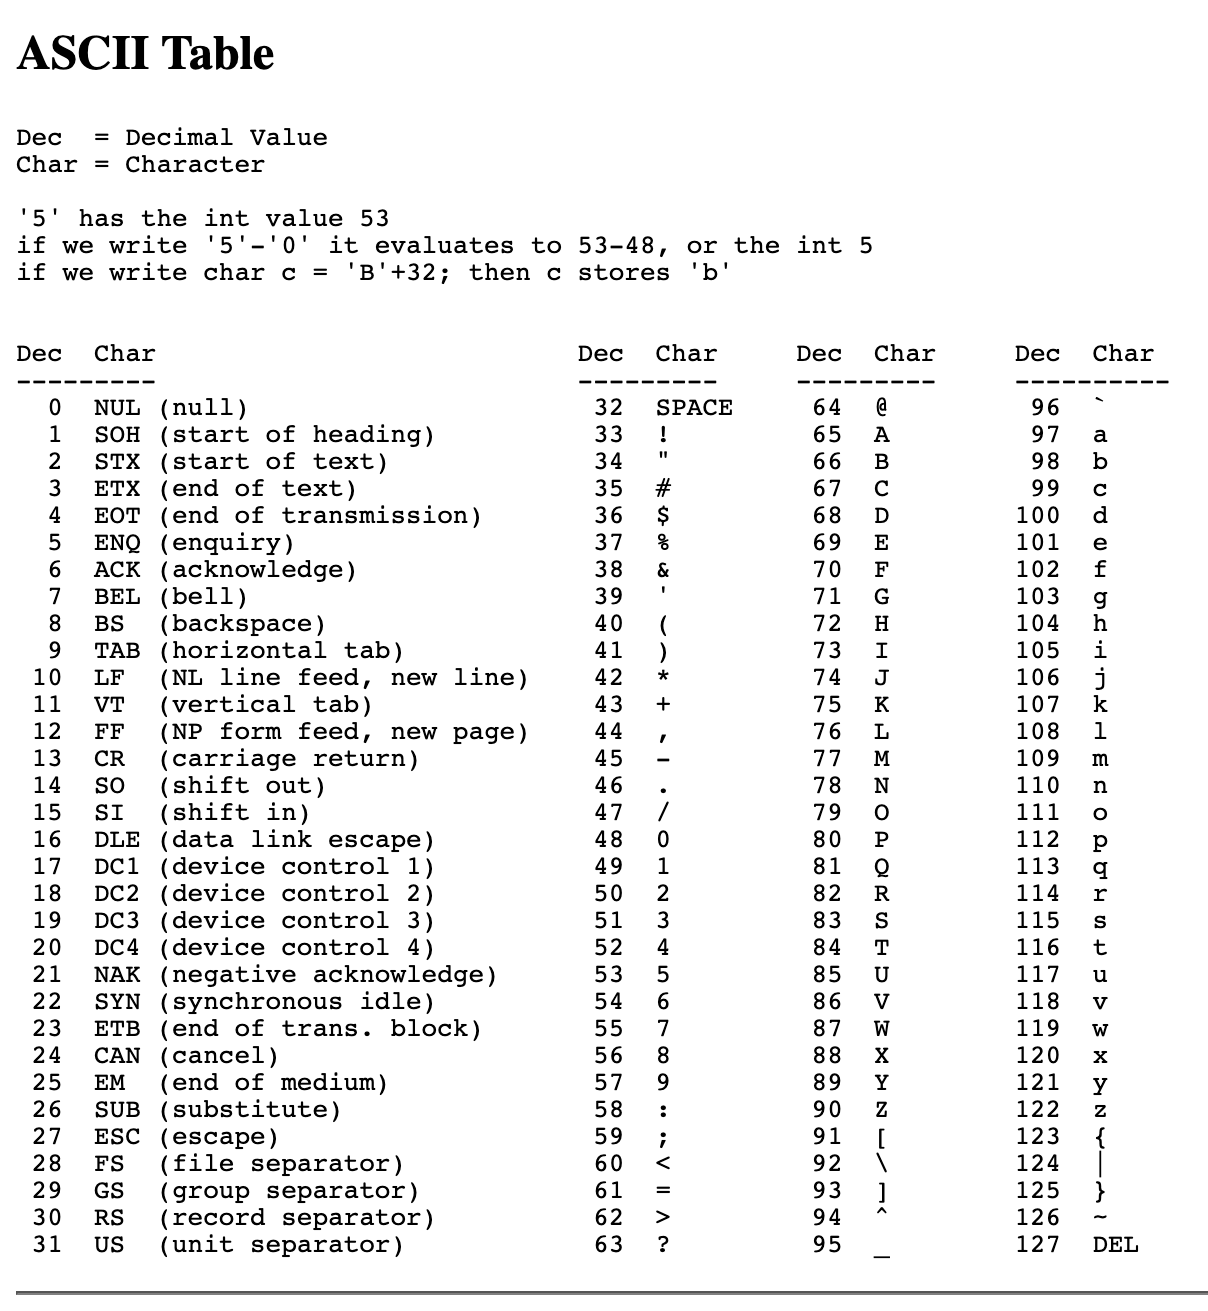 ASCII Table
Dec  = Decimal Value
Char = Character
'5' has the int value 53
if we write '5'-'0' it evaluates to 53-48, or the int 5
if we write char c = 'B'+32; then c stores 'b'
Dec  Char                           Dec  Char     Dec  Char     Dec  Char
---------                           ---------     ---------     ----------
  0  NUL (null)                      32  SPACE     64  @         96  `
  1  SOH (start of heading)          33  !         65  A         97  a
  2  STX (start of text)             34  "         66  B         98  b
  3  ETX (end of text)               35  #         67  C         99  c
  4  EOT (end of transmission)       36  $         68  D        100  d
  5  ENQ (enquiry)                   37  %         69  E        101  e
  6  ACK (acknowledge)               38  &         70  F        102  f
  7  BEL (bell)                      39  '         71  G        103  g
  8  BS  (backspace)                 40  (         72  H        104  h
  9  TAB (horizontal tab)            41  )         73  I        105  i
 10  LF  (NL line feed, new line)    42  *         74  J        106  j
 11  VT  (vertical tab)              43  +         75  K        107  k
 12  FF  (NP form feed, new page)    44  ,         76  L        108  l
 13  CR  (carriage return)           45  -         77  M        109  m
 14  SO  (shift out)                 46  .         78  N        110  n
 15  SI  (shift in)                  47  /         79  O        111  o
 16  DLE (data link escape)          48  0         80  P        112  p
 17  DC1 (device control 1)          49  1         81  Q        113  q
 18  DC2 (device control 2)          50  2         82  R        114  r
 19  DC3 (device control 3)          51  3         83  S        115  s
 20  DC4 (device control 4)          52  4         84  T        116  t
 21  NAK (negative acknowledge)      53  5         85  U        117  u
 22  SYN (synchronous idle)          54  6         86  V        118  v
 23  ETB (end of trans. block)       55  7         87  W        119  w
 24  CAN (cancel)                    56  8         88  X        120  x
 25  EM  (end of medium)             57  9         89  Y        121  y
 26  SUB (substitute)                58  :         90  Z        122  z
 27  ESC (escape)                    59  ;         91  [        123  {
 28  FS  (file separator)            60  <         92  \        124  |
 29  GS  (group separator)           61  =         93  ]        125  }
 30  RS  (record separator)          62  >         94  ^        126  ~
 31  US  (unit separator)            63  ?         95  _        127  DEL